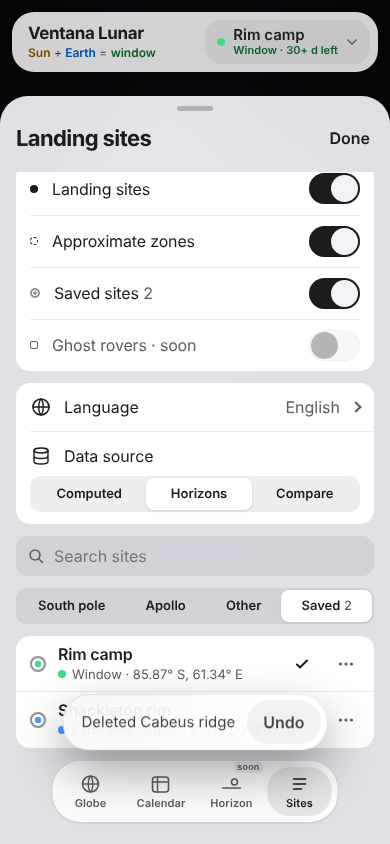 Ventana Lunar
Sun + Earth = window
Rim camp
Window · 30+ d left
Landing sites
Done
Landing sites
Approximate zones
Saved sites 2
Ghost rovers · soon
Language
English
Data source
Computed
Horizons
Compare
Search sites
South pole
Apollo
Other
Saved 2
Rim camp
Window · 85.87° S, 61.34° E
Shackleton rim
Deleted Cabeus ridge
Undo
soon
Globe
Calendar
Horizon
Sites